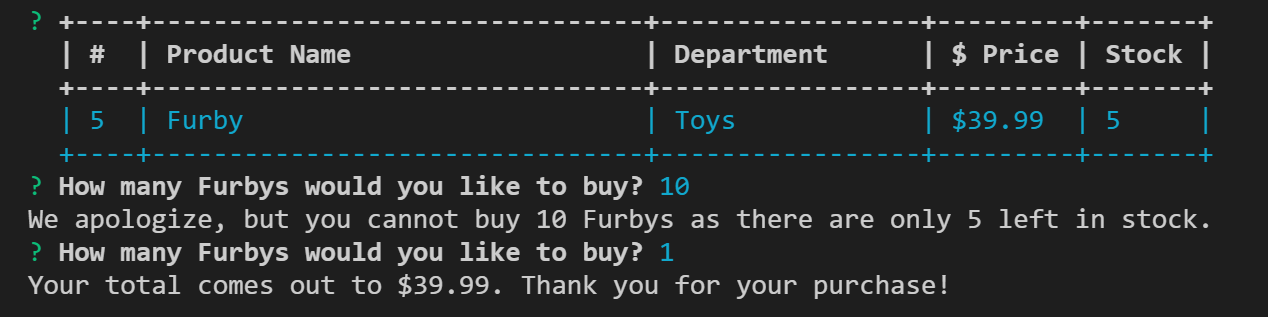 ? +----+--------------------------------+-----------------+---------+-------+
  | #  | Product Name                   | Department      | $ Price | Stock |
  +----+--------------------------------+-----------------+---------+-------+
  | 5  | Furby                          | Toys            | $39.99  | 5     |
  +----+--------------------------------+-----------------+---------+-------+
? How many Furbys would you like to buy? 10
We apologize, but you cannot buy 10 Furbys as there are only 5 left in stock.
? How many Furbys would you like to buy? 1
Your total comes out to $39.99. Thank you for your purchase!